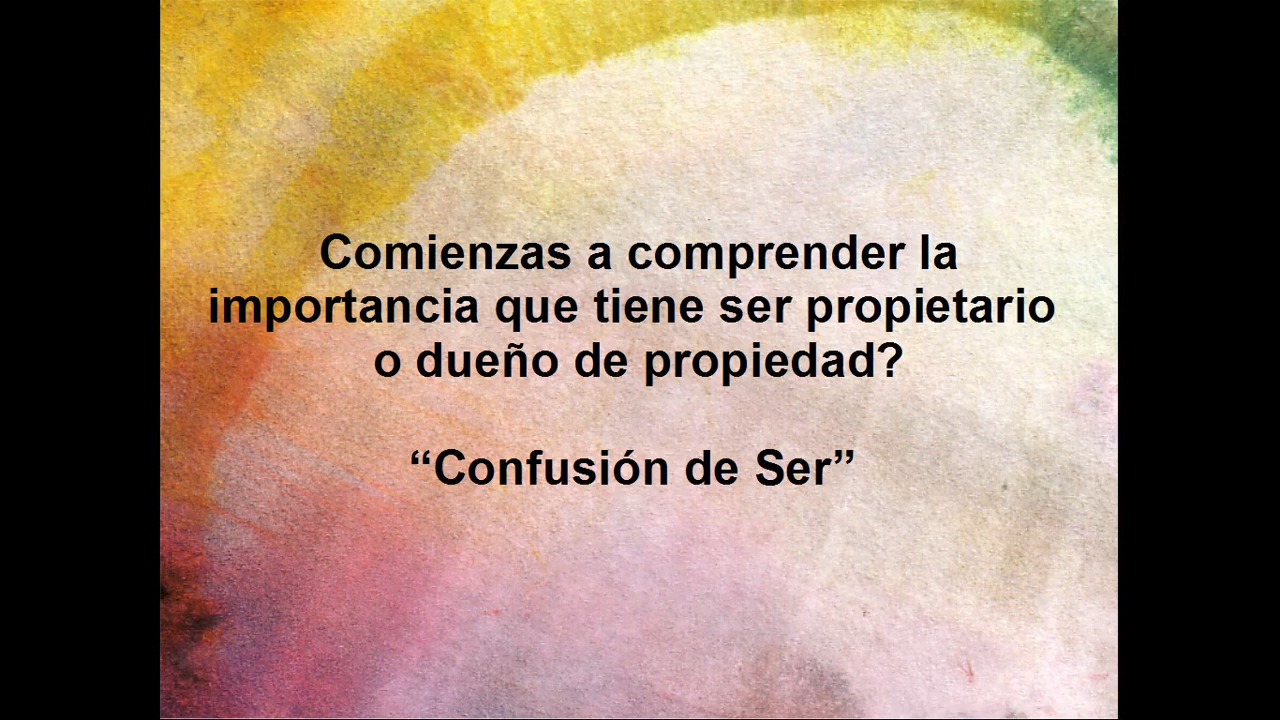 Comienzas a comprender la
importancia que tiene ser propietario
o dueño de propiedad?
“Confusión de Ser”